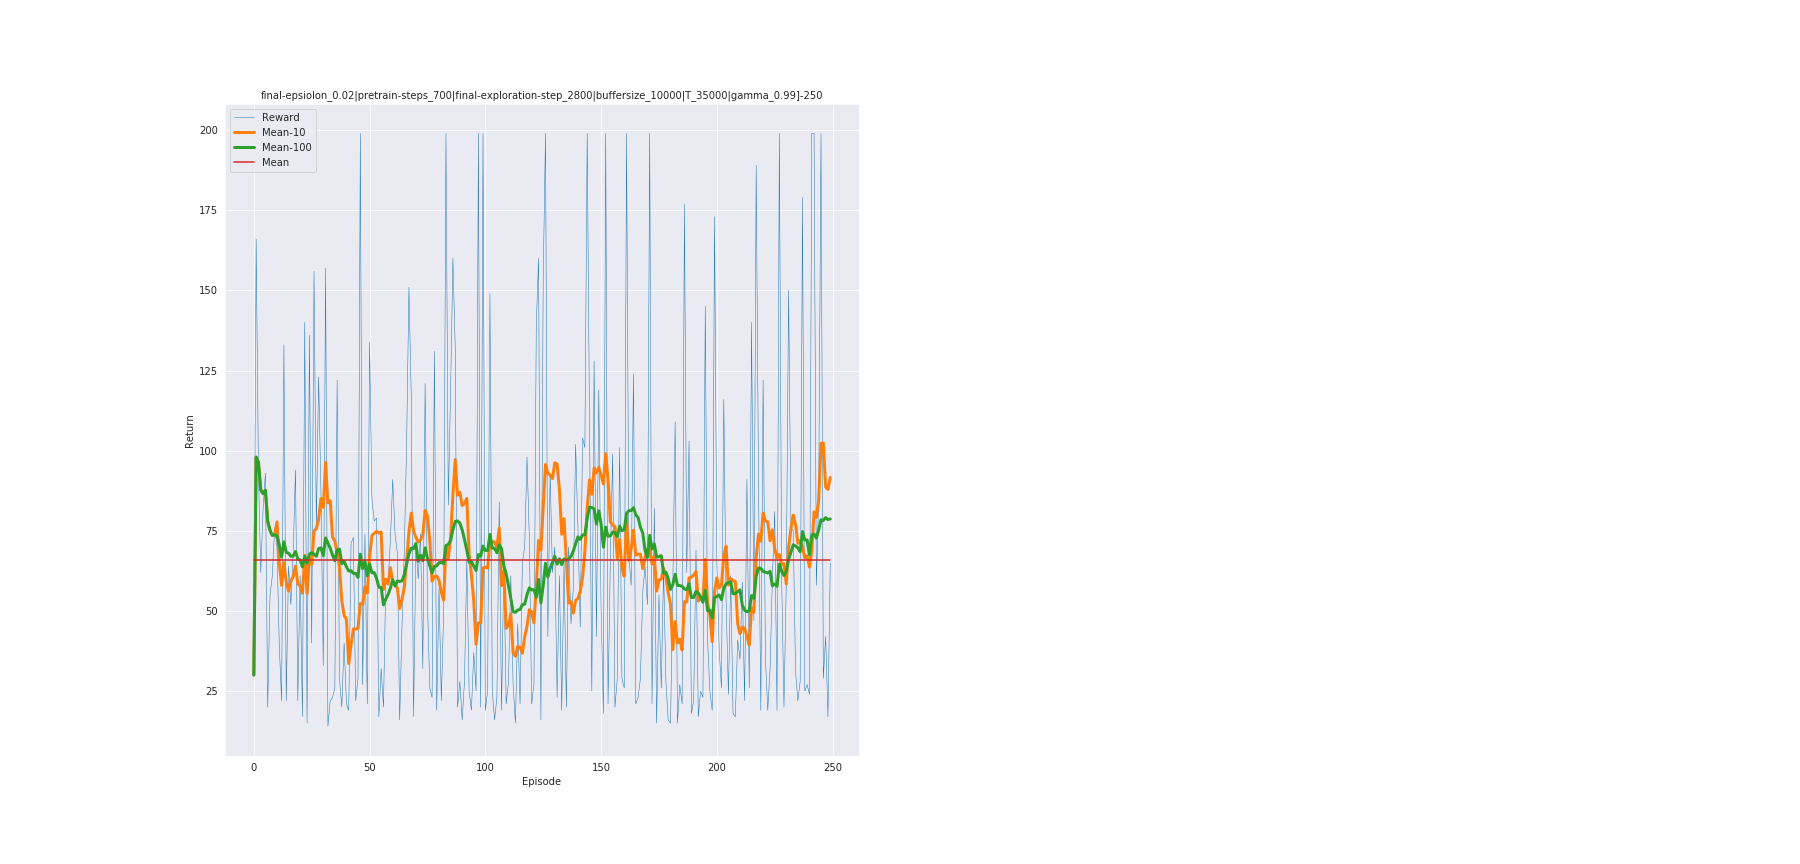 final-epsiolon_0.02|pretrain-steps_700|final-exploration-step_2800|buffersize_10000|T_35000|gamma_0.99]-250
Reward
Mean-10
Mean-100
Mean
200
175
150
125
100
75
50
25
Return
0 50 100 150 200 250
Episode